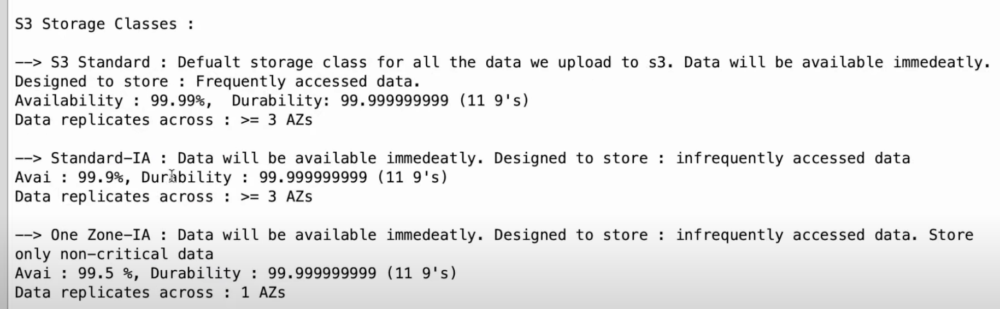 S3 Storage Classes :
--> S3 Standard : Defualt storage class for all the data we upload to s3. Data will be available immedeatly.
Designed to store : Frequently accessed data.
Availability : 99.99%,  Durability: 99.999999999 (11 9's)
Data replicates across : >= 3 AZs
--> Standard-IA : Data will be available immedeatly. Designed to store : infrequently accessed data
Avai : 99.9%, Durability : 99.999999999 (11 9's)
Data replicates across : >= 3 AZs
--> One Zone-IA : Data will be available immedeatly. Designed to store : infrequently accessed data. Store
only non-critical data
Avai : 99.5 %, Durability : 99.999999999 (11 9's)
Data replicates across : 1 AZs